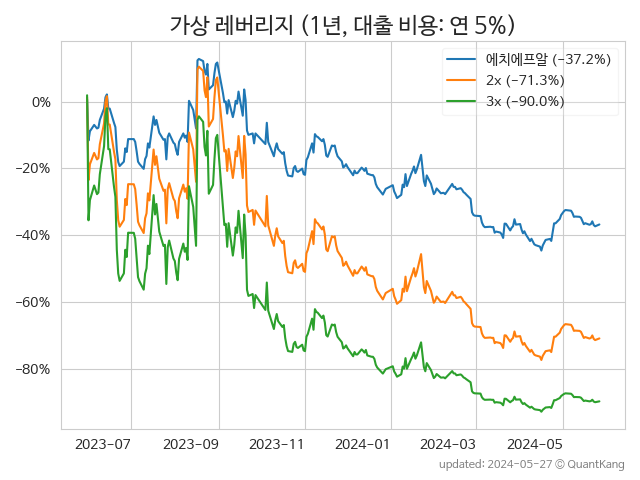 가상 레버리지 (1년, 대출 비용: 연 5%)
에치에프알 (−37.2%)
2x (−71.3%)
3x (−90.0%)
0%
−20%
−40%
−60%
−80%
2023-07
2023-09
2023-11
2024-01
2024-03
2024-05
updated: 2024-05-27 © QuantKang